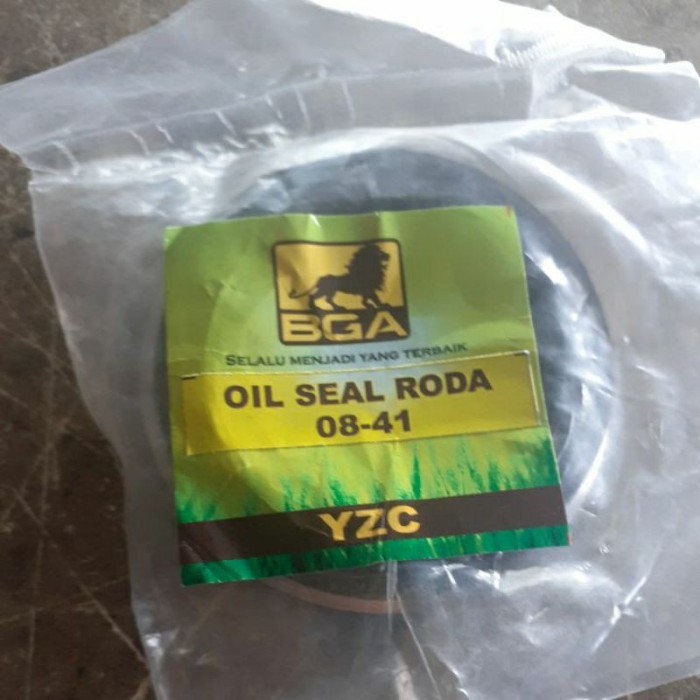 BGA
SELALU MENJADI YANG TERBAIK
OIL SEAL RODA
08-41
YZC